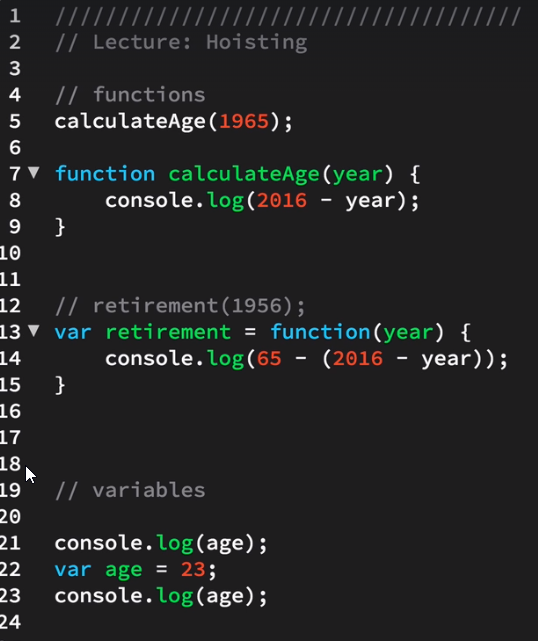 1 /////////////////////////////////////
2 // Lecture: Hoisting
3
4 // functions
5 calculateAge(1965);
6
7 function calculateAge(year) {
8     console.log(2016 - year);
9 }
10
11
12 // retirement(1956);
13 var retirement = function(year) {
14     console.log(65 - (2016 - year));
15 }
16
17
18
19 // variables
20
21 console.log(age);
22 var age = 23;
23 console.log(age);
24